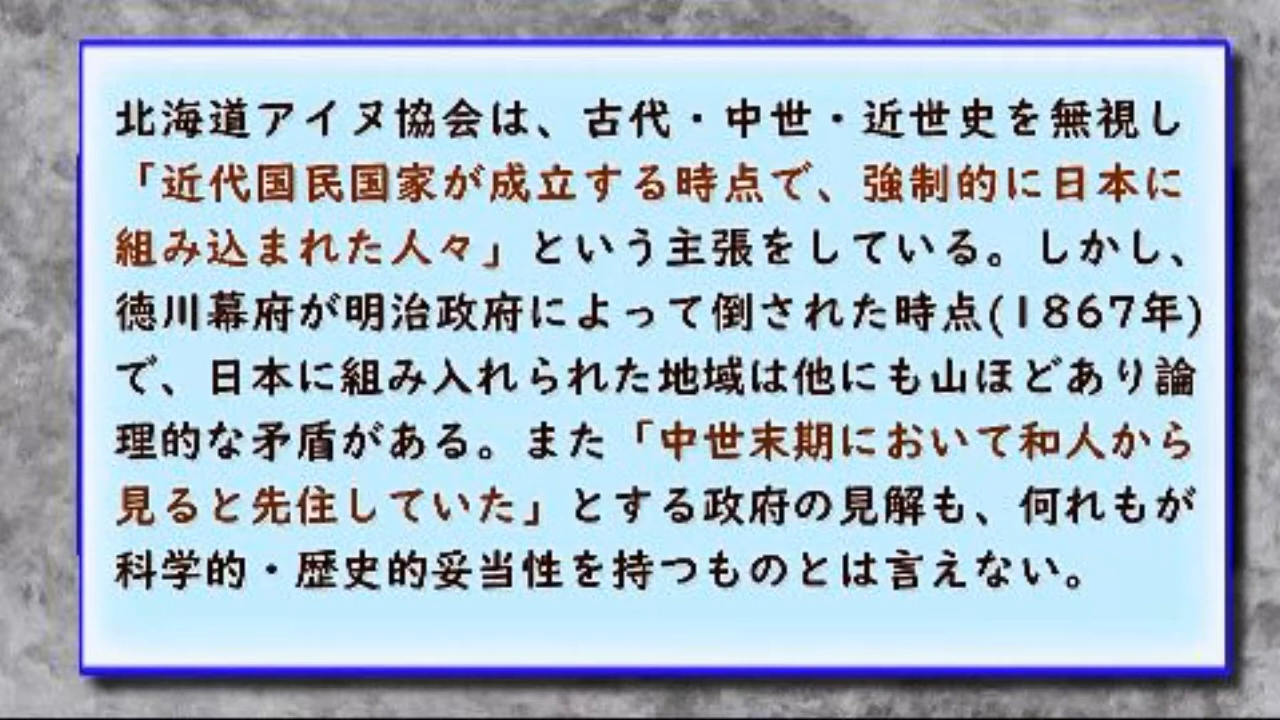 北海道アイヌ協会は、古代・中世・近世史を無視し
「近代国民国家が成立する時点で、強制的に日本に
組み込まれた人々」という主張をしている。しかし、
徳川幕府が明治政府によって倒された時点(1867年)
で、日本に組み入れられた地域は他にも山ほどあり論
理的な矛盾がある。また「中世末期において和人から
見ると先住していた」とする政府の見解も、何れもが
科学的・歴史的妥当性を持つものとは言えない。